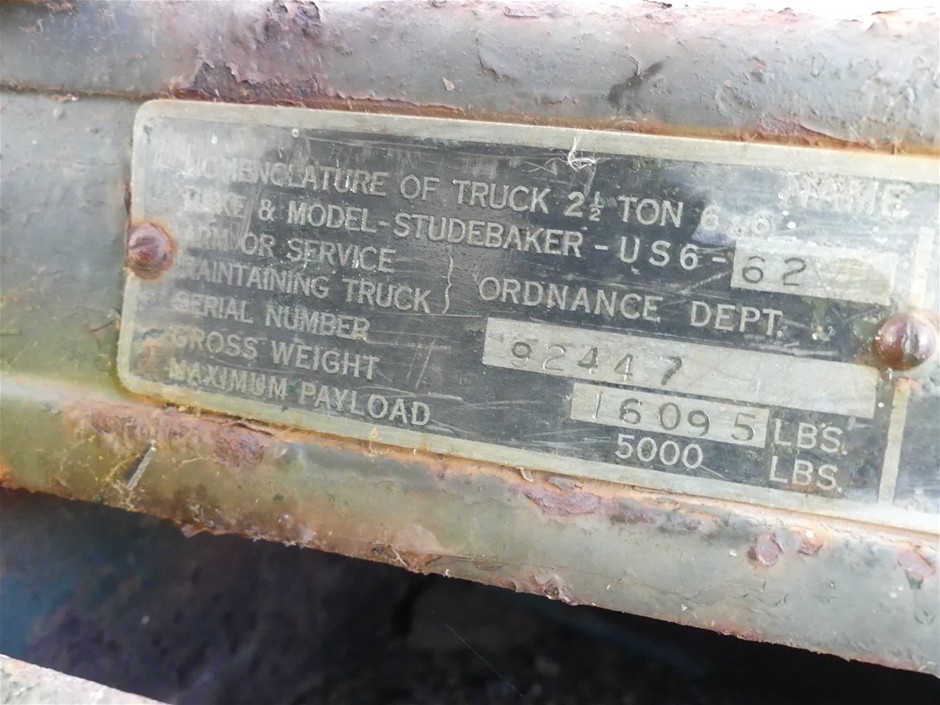 NOMENCLATURE OF TRUCK 2½ TON 6x6
MAKE & MODEL-STUDEBAKER-US6-62
ARM OR SERVICE
MAINTAINING TRUCK } ORDNANCE DEPT.
SERIAL NUMBER 92447
GROSS WEIGHT 16095 LBS.
MAXIMUM PAYLOAD 5000 LBS.